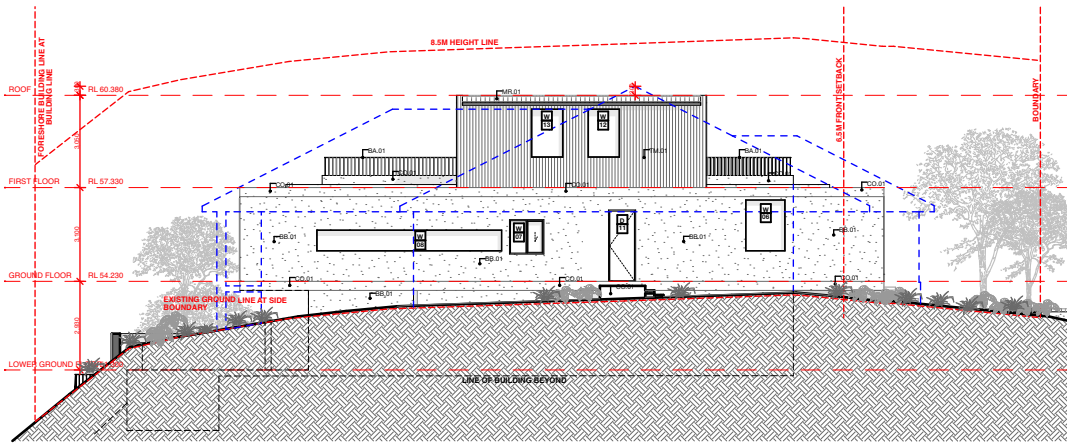 FORESHORE BUILDING LINE AT
BUILDING LINE
8.5M HEIGHT LINE
6.5M FRONT SETBACK
BOUNDARY
ROOF
RL 60.380
MR.01
W
13
W
12
3.050
BA.01
TM.01
BA.01
CO.01
FIRST FLOOR
RL 57.330
CO.01
CO.01
CO.01
W
06
D
11
W
07
W
08
BB.01
BB.01
BB.01
BB.01
3.100
GROUND FLOOR
RL 54.230
CO.01
CO.01
CO.01
BB.01
EXISTING GROUND LINE AT SIDE
BOUNDARY
LOWER GROUND
LINE OF BUILDING BEYOND